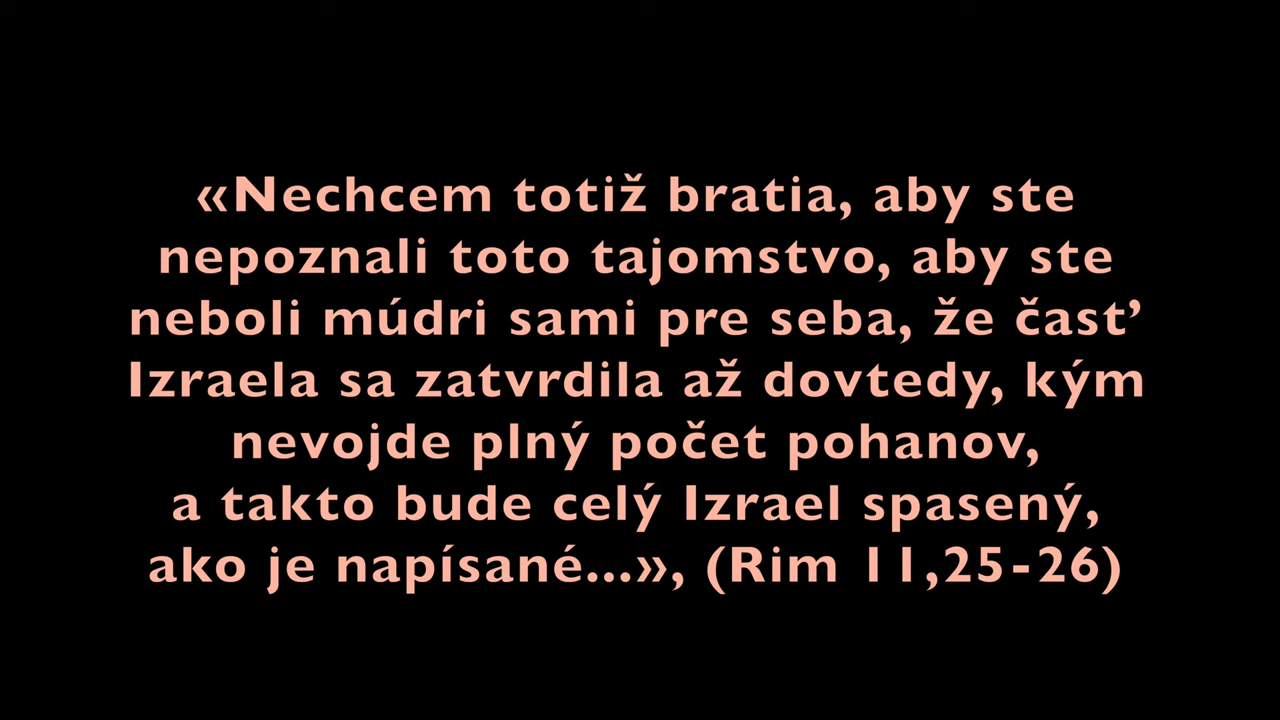 «Nechcem totiž bratia, aby ste
nepoznali toto tajomstvo, aby ste
neboli múdri sami pre seba, že časť
Izraela sa zatvrdila až dovtedy, kým
nevojde plný počet pohanov,
a takto bude celý Izrael spasený,
ako je napísané...», (Rim 11,25-26)